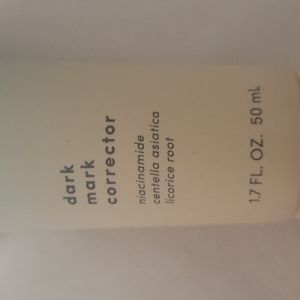 dark
mark
corrector
niacinamide
centella asiatica
licorice root
1.7 FL. OZ. 50 mL